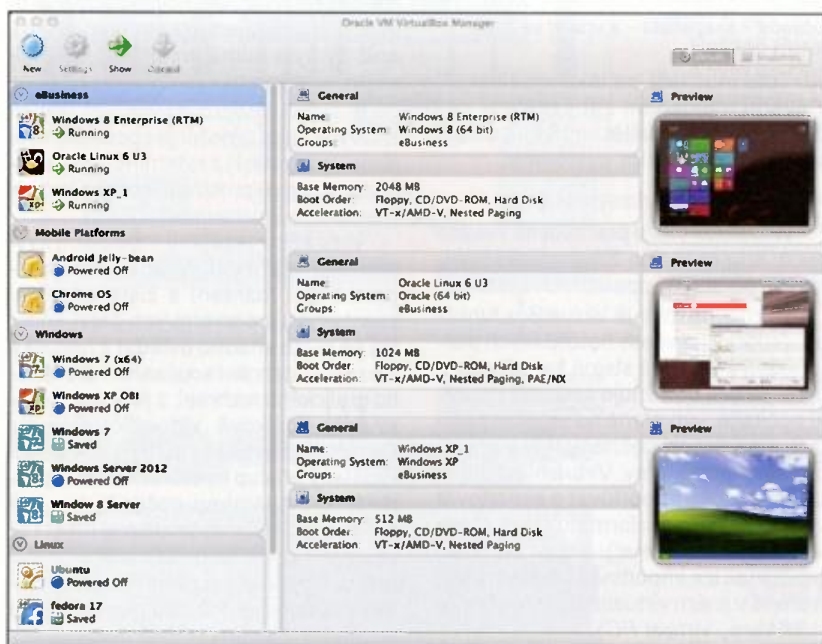 Oracle VM VirtualBox Manager
New
Settings
Show
Discard
eBusiness
Windows 8 Enterprise (RTM)
Running
Oracle Linux 6 U3
Running
Windows XP_1
Running
Mobile Platforms
Android Jelly-bean
Powered Off
Chrome OS
Powered Off
Windows
Windows 7 (x64)
Powered Off
Windows XP OBI
Powered Off
Windows 7
Saved
Windows Server 2012
Powered Off
Window 8 Server
Saved
Linux
Ubuntu
Powered Off
fedora 17
Saved
General
Name: Windows 8 Enterprise (RTM)
Operating System: Windows 8 (64 bit)
Groups: eBusiness
System
Base Memory: 2048 MB
Boot Order: Floppy, CD/DVD-ROM, Hard Disk
Acceleration: VT-x/AMD-V, Nested Paging
Preview
General
Name: Oracle Linux 6 U3
Operating System: Oracle (64 bit)
Groups: eBusiness
System
Base Memory: 1024 MB
Boot Order: Floppy, CD/DVD-ROM, Hard Disk
Acceleration: VT-x/AMD-V, Nested Paging, PAE/NX
Preview
General
Name: Windows XP_1
Operating System: Windows XP
Groups: eBusiness
System
Base Memory: 512 MB
Boot Order: Floppy, CD/DVD-ROM, Hard Disk
Acceleration: VT-x/AMD-V, Nested Paging
Preview